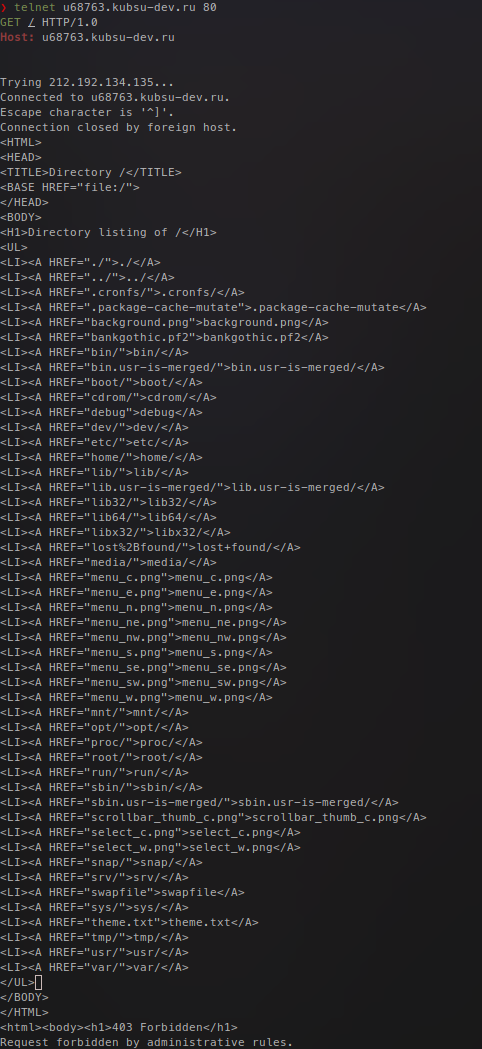 ❯ telnet u68763.kubsu-dev.ru 80
GET / HTTP/1.0
Host: u68763.kubsu-dev.ru
Trying 212.192.134.135...
Connected to u68763.kubsu-dev.ru.
Escape character is '^]'.
Connection closed by foreign host.
<HTML>
<HEAD>
<TITLE>Directory /</TITLE>
<BASE HREF="file:/">
</HEAD>
<BODY>
<H1>Directory listing of /</H1>
<UL>
<LI><A HREF="./">./</A>
<LI><A HREF="../">../</A>
<LI><A HREF=".cronfs/">.cronfs/</A>
<LI><A HREF=".package-cache-mutate">.package-cache-mutate</A>
<LI><A HREF="background.png">background.png</A>
<LI><A HREF="bankgothic.pf2">bankgothic.pf2</A>
<LI><A HREF="bin/">bin/</A>
<LI><A HREF="bin.usr-is-merged/">bin.usr-is-merged/</A>
<LI><A HREF="boot/">boot/</A>
<LI><A HREF="cdrom/">cdrom/</A>
<LI><A HREF="debug">debug</A>
<LI><A HREF="dev/">dev/</A>
<LI><A HREF="etc/">etc/</A>
<LI><A HREF="home/">home/</A>
<LI><A HREF="lib/">lib/</A>
<LI><A HREF="lib.usr-is-merged/">lib.usr-is-merged/</A>
<LI><A HREF="lib32/">lib32/</A>
<LI><A HREF="lib64/">lib64/</A>
<LI><A HREF="libx32/">libx32/</A>
<LI><A HREF="lost%2Bfound/">lost+found/</A>
<LI><A HREF="media/">media/</A>
<LI><A HREF="menu_c.png">menu_c.png</A>
<LI><A HREF="menu_e.png">menu_e.png</A>
<LI><A HREF="menu_n.png">menu_n.png</A>
<LI><A HREF="menu_ne.png">menu_ne.png</A>
<LI><A HREF="menu_nw.png">menu_nw.png</A>
<LI><A HREF="menu_s.png">menu_s.png</A>
<LI><A HREF="menu_se.png">menu_se.png</A>
<LI><A HREF="menu_sw.png">menu_sw.png</A>
<LI><A HREF="menu_w.png">menu_w.png</A>
<LI><A HREF="mnt/">mnt/</A>
<LI><A HREF="opt/">opt/</A>
<LI><A HREF="proc/">proc/</A>
<LI><A HREF="root/">root/</A>
<LI><A HREF="run/">run/</A>
<LI><A HREF="sbin/">sbin/</A>
<LI><A HREF="sbin.usr-is-merged/">sbin.usr-is-merged/</A>
<LI><A HREF="scrollbar_thumb_c.png">scrollbar_thumb_c.png</A>
<LI><A HREF="select_c.png">select_c.png</A>
<LI><A HREF="select_w.png">select_w.png</A>
<LI><A HREF="snap/">snap/</A>
<LI><A HREF="srv/">srv/</A>
<LI><A HREF="swapfile">swapfile</A>
<LI><A HREF="sys/">sys/</A>
<LI><A HREF="theme.txt">theme.txt</A>
<LI><A HREF="tmp/">tmp/</A>
<LI><A HREF="usr/">usr/</A>
<LI><A HREF="var/">var/</A>
</UL>
</BODY>
</HTML>
<html><body><h1>403 Forbidden</h1>
Request forbidden by administrative rules.